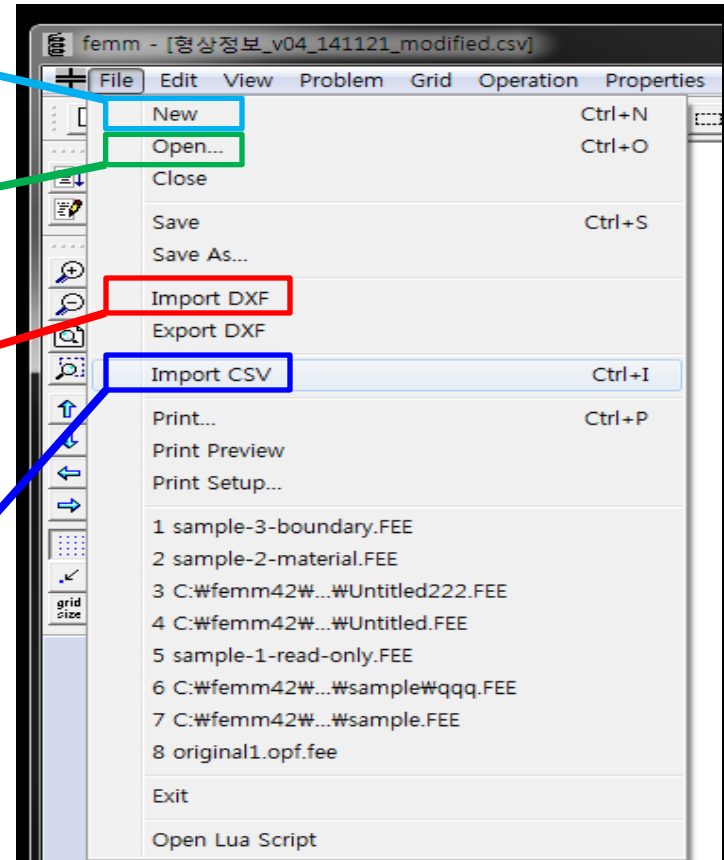 femm - [형상정보_v04_141121_modified.csv]
File Edit View Problem Grid Operation Properties
New Ctrl+N
Open... Ctrl+O
Close
Save Ctrl+S
Save As...
Import DXF
Export DXF
Import CSV Ctrl+I
Print... Ctrl+P
Print Preview
Print Setup...
1 sample-3-boundary.FEE
2 sample-2-material.FEE
3 C:₩femm42₩...₩Untitled222.FEE
4 C:₩femm42₩...₩Untitled.FEE
5 sample-1-read-only.FEE
6 C:₩femm42₩...₩sample₩qqq.FEE
7 C:₩femm42₩...₩sample.FEE
8 original1.opf.fee
grid
size
Exit
Open Lua Script